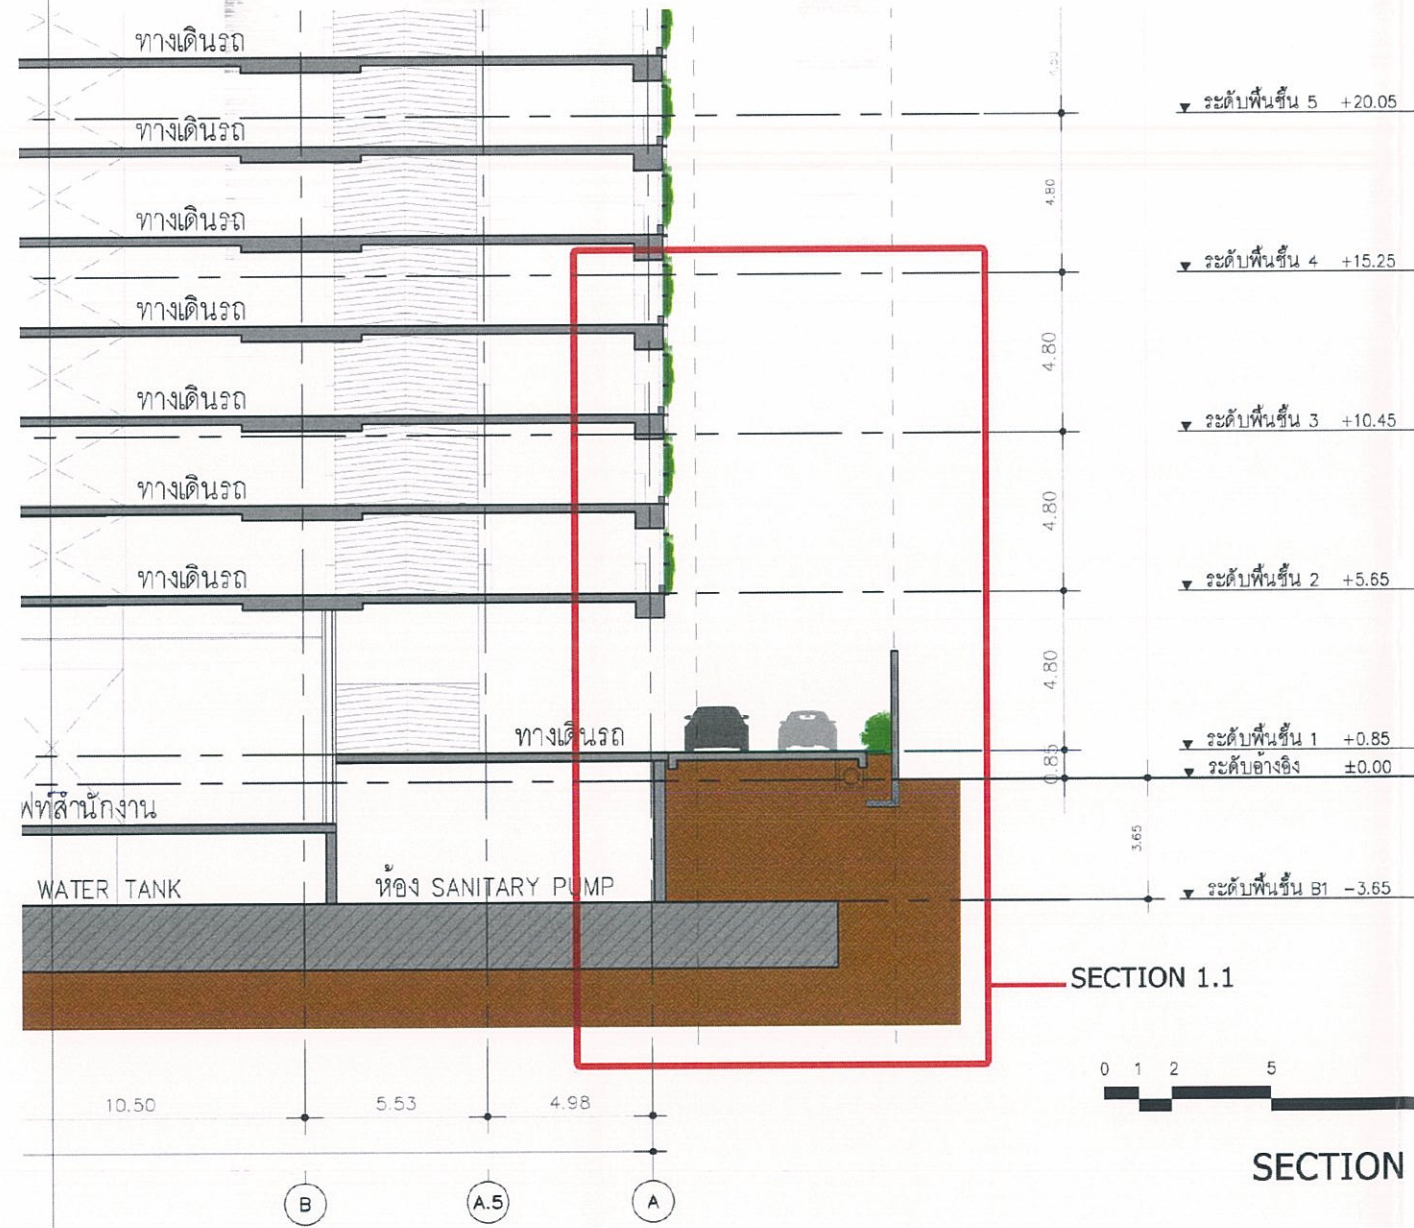 ทางเดินรถ
ระดับพื้นชั้น 5 +20.05
ทางเดินรถ
4.80
ทางเดินรถ
ระดับพื้นชั้น 4 +15.25
ทางเดินรถ
4.80
ทางเดินรถ
ระดับพื้นชั้น 3 +10.45
ทางเดินรถ
4.80
ทางเดินรถ
ระดับพื้นชั้น 2 +5.65
4.80
ทางเดินรถ
ระดับพื้นชั้น 1 +0.85
0.85
ระดับอ้างอิง ±0.00
ฟท์สำนักงาน
3.65
WATER TANK
ห้อง SANITARY PUMP
ระดับพื้นชั้น B1 -3.65
SECTION 1.1
0 1 2 5
10.50 5.53 4.98
SECTION
B A.5 A